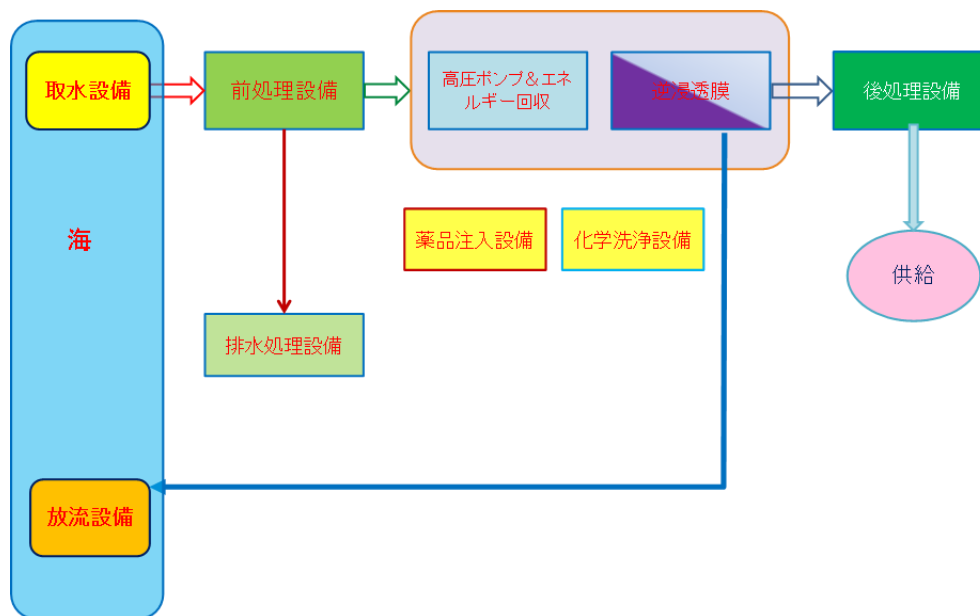 取水設備
前処理設備
高圧ポンプ&エネ
ルギー回収
逆浸透膜
後処理設備
海
薬品注入設備
化学洗浄設備
供給
排水処理設備
放流設備